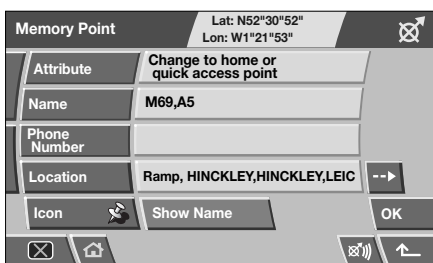 Memory Point
Lat: N52"30"52"
Lon: W1"21"53"
Attribute
Change to home or
quick access point
Name
M69,A5
Phone
Number
Location
Ramp, HINCKLEY,HINCKLEY,LEIC
Icon
Show Name
OK